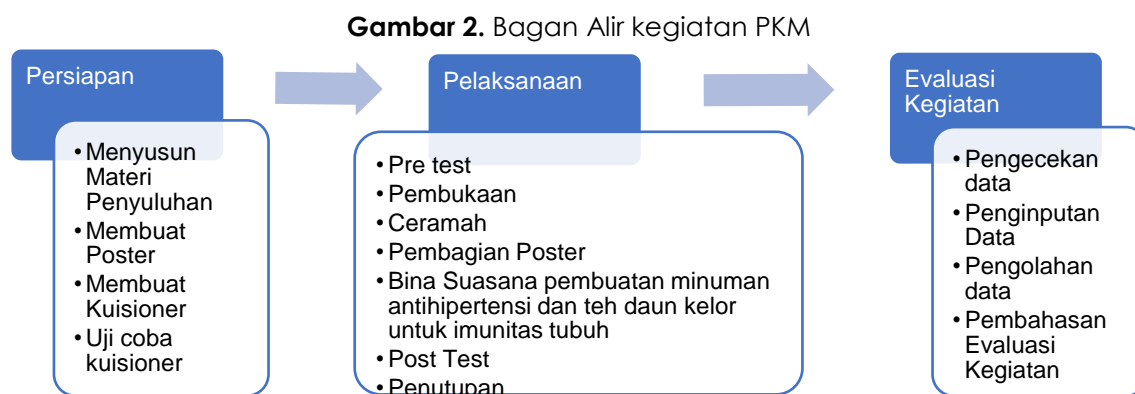 Gambar 2. Bagan Alir kegiatan PKM
Persiapan
• Menyusun
Materi
Penyuluhan
• Membuat
Poster
• Membuat
Kuisioner
• Uji coba
kuisioner
Pelaksanaan
• Pre test
• Pembukaan
• Ceramah
• Pembagian Poster
• Bina Suasana pembuatan minuman
antihipertensi dan teh daun kelor
untuk imunitas tubuh
• Post Test
• Penutupan
Evaluasi
Kegiatan
• Pengecekan
data
• Penginputan
Data
• Pengolahan
data
• Pembahasan
Evaluasi
Kegiatan